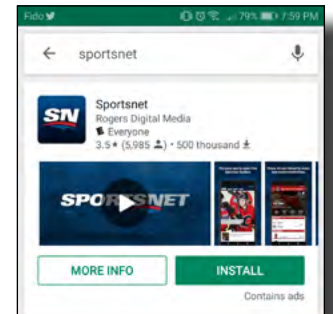 Fido 79% 7:59 PM
sportsnet
SN
Sportsnet
Rogers Digital Media
Everyone
3.5★ (5,985) • 500 thousand
SPORTSNET
MORE INFO
INSTALL
Contains ads